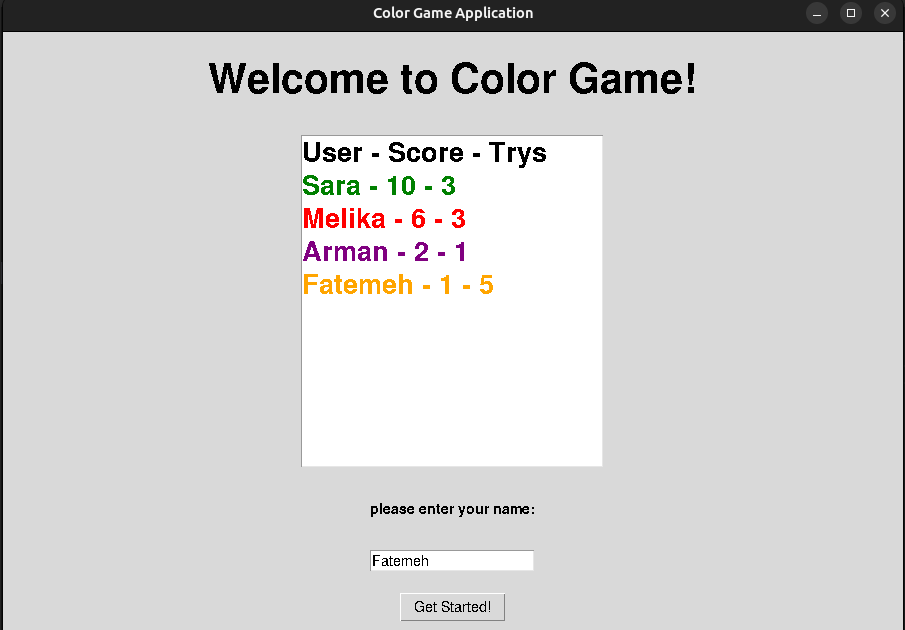 Color Game Application
Welcome to Color Game!
User - Score - Trys
Sara - 10 - 3
Melika - 6 - 3
Arman - 2 - 1
Fatemeh - 1 - 5
please enter your name:
Fatemeh
Get Started!